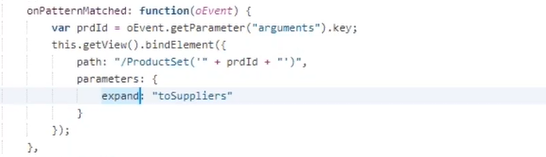 onPatternMatched: function(oEvent) {
var prdId = oEvent.getParameter("arguments").key;
this.getView().bindElement({
path: "/ProductSet('" + prdId + "')",
parameters: {
expand: "toSuppliers"
}
});
},